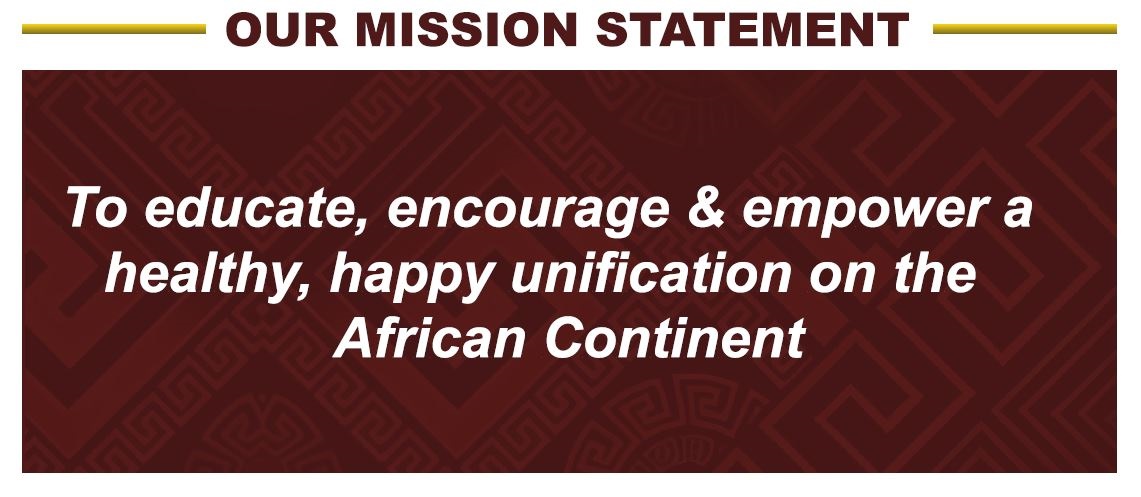 OUR MISSION STATEMENT
To educate, encourage & empower a
healthy, happy unification on the
African Continent